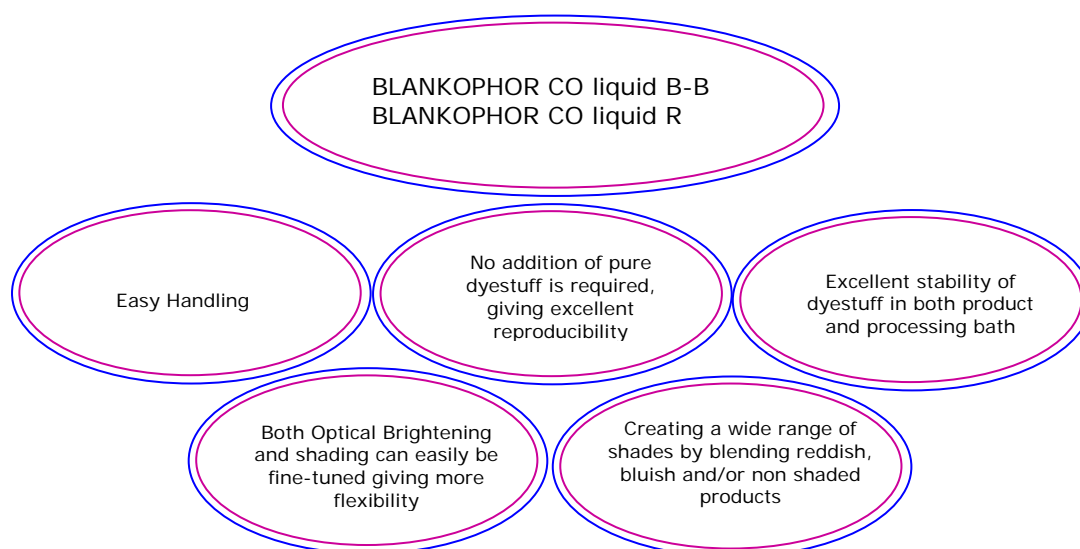 BLANKOPHOR CO liquid B-B
BLANKOPHOR CO liquid R
Easy Handling
No addition of pure
dyestuff is required,
giving excellent
reproducibility
Excellent stability of
dyestuff in both product
and processing bath
Both Optical Brightening
and shading can easily be
fine-tuned giving more
flexibility
Creating a wide range of
shades by blending reddish,
bluish and/or non shaded
products